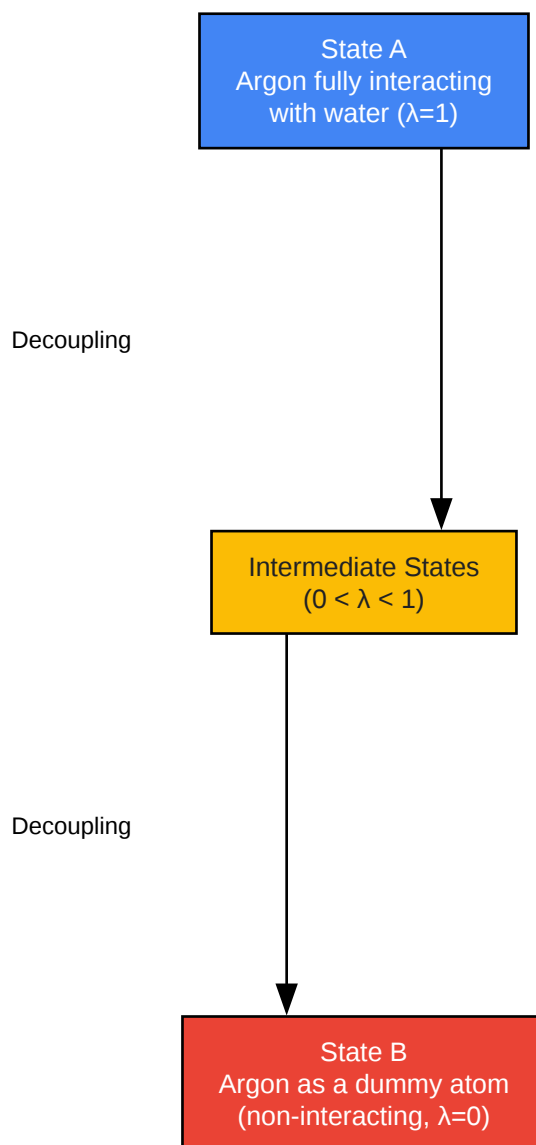 State A
Argon fully interacting
with water (λ=1)
Decoupling
Intermediate States
(0 < λ < 1)
Decoupling
State B
Argon as a dummy atom
(non-interacting, λ=0)